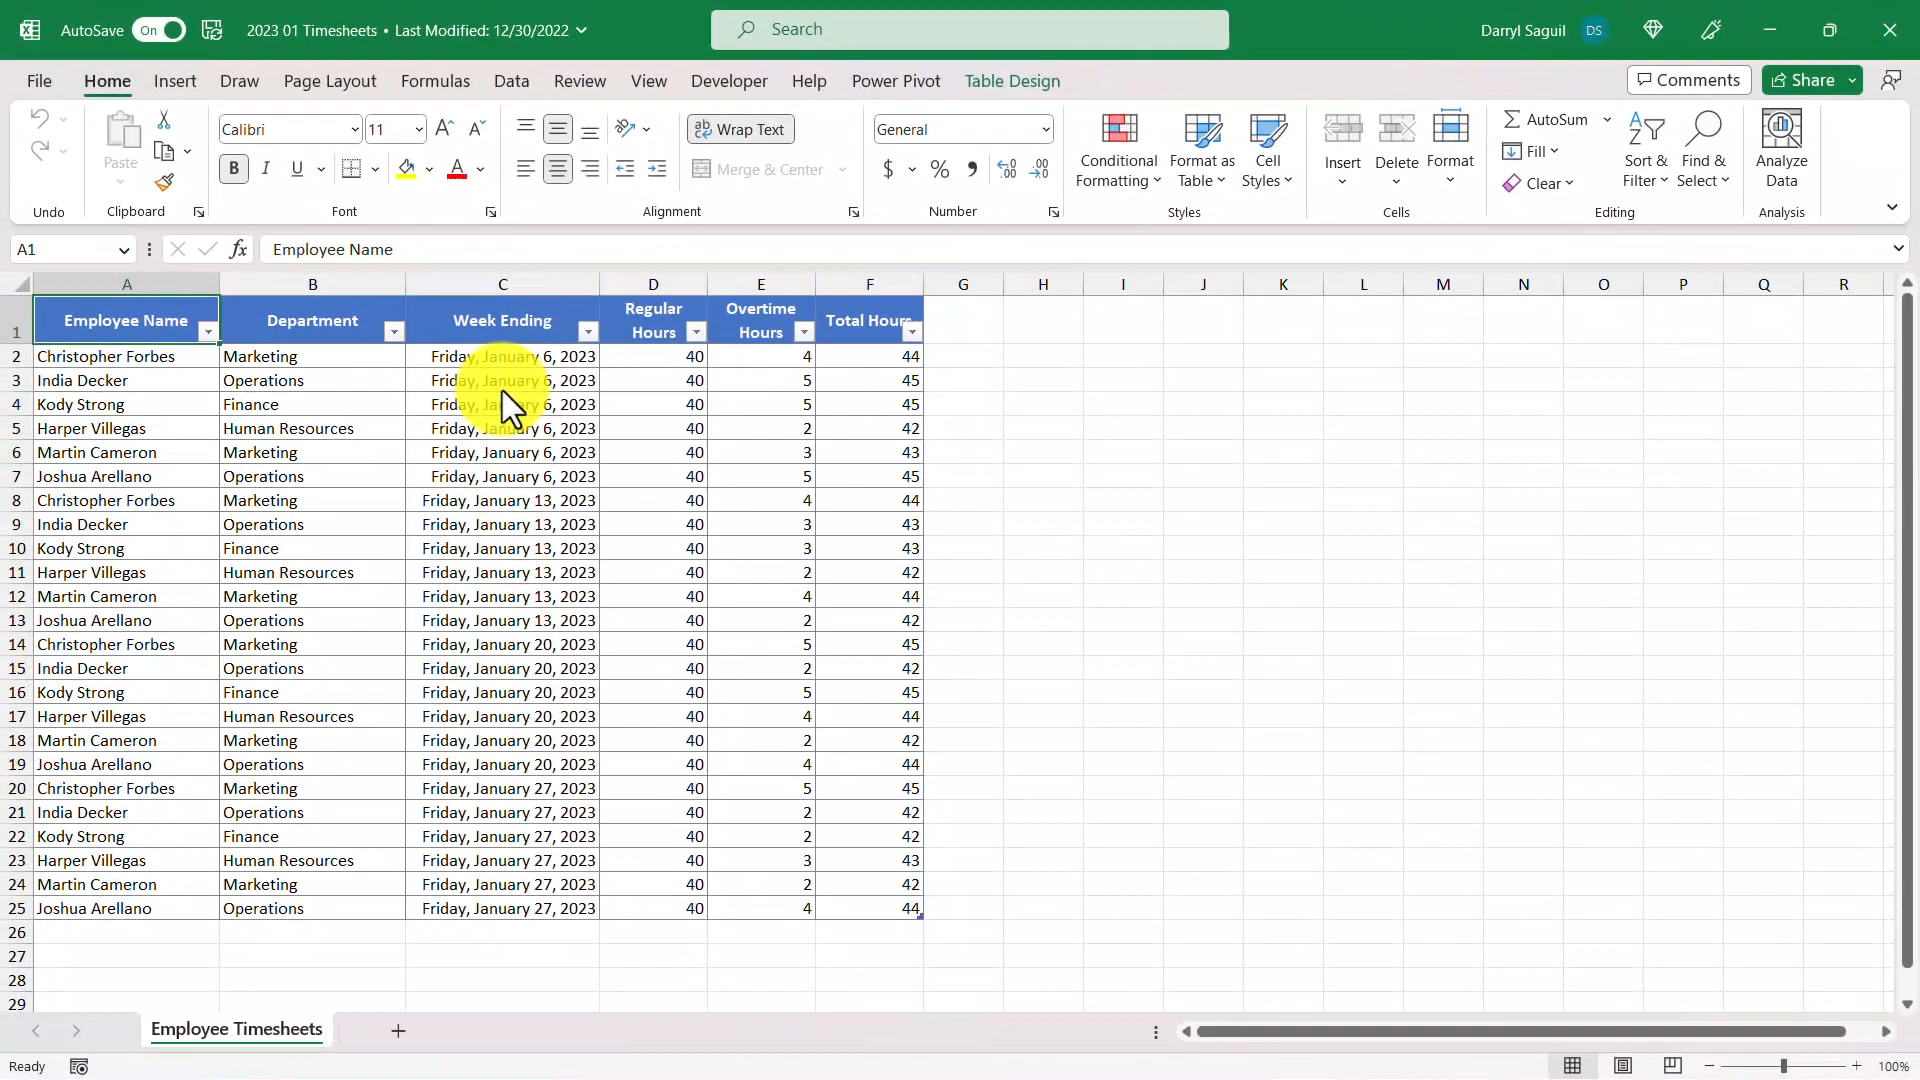 AutoSave On 2023 01 Timesheets • Last Modified: 12/30/2022 Search Darryl Saguil DS
File Home Insert Draw Page Layout Formulas Data Review View Developer Help Power Pivot Table Design Comments Share
Paste
Undo
Clipboard
Calibri 11
B I U A
Font
ab Wrap Text
Merge & Center
Alignment
General
$ % 9 .00
Number
Conditional Formatting
Format as Table
Cell Styles
Styles
Insert
Delete
Format
Cells
AutoSum
Fill
Clear
Sort & Filter
Find & Select
Editing
Analyze Data
Analysis
A1 fx Employee Name
A B C D E F G H I J K L M N O P Q R
1 Employee Name Department Week Ending Regular Hours Overtime Hours Total Hours
2 Christopher Forbes Marketing Friday, January 6, 2023 40 4 44
3 India Decker Operations Friday, January 6, 2023 40 5 45
4 Kody Strong Finance Friday, January 6, 2023 40 5 45
5 Harper Villegas Human Resources Friday, January 6, 2023 40 2 42
6 Martin Cameron Marketing Friday, January 6, 2023 40 3 43
7 Joshua Arellano Operations Friday, January 6, 2023 40 5 45
8 Christopher Forbes Marketing Friday, January 13, 2023 40 4 44
9 India Decker Operations Friday, January 13, 2023 40 3 43
10 Kody Strong Finance Friday, January 13, 2023 40 3 43
11 Harper Villegas Human Resources Friday, January 13, 2023 40 2 42
12 Martin Cameron Marketing Friday, January 13, 2023 40 4 44
13 Joshua Arellano Operations Friday, January 13, 2023 40 2 42
14 Christopher Forbes Marketing Friday, January 20, 2023 40 5 45
15 India Decker Operations Friday, January 20, 2023 40 2 42
16 Kody Strong Finance Friday, January 20, 2023 40 5 45
17 Harper Villegas Human Resources Friday, January 20, 2023 40 4 44
18 Martin Cameron Marketing Friday, January 20, 2023 40 2 42
19 Joshua Arellano Operations Friday, January 20, 2023 40 4 44
20 Christopher Forbes Marketing Friday, January 27, 2023 40 5 45
21 India Decker Operations Friday, January 27, 2023 40 2 42
22 Kody Strong Finance Friday, January 27, 2023 40 2 42
23 Harper Villegas Human Resources Friday, January 27, 2023 40 3 43
24 Martin Cameron Marketing Friday, January 27, 2023 40 2 42
25 Joshua Arellano Operations Friday, January 27, 2023 40 4 44
26
27
28
29
Employee Timesheets
Ready 100%